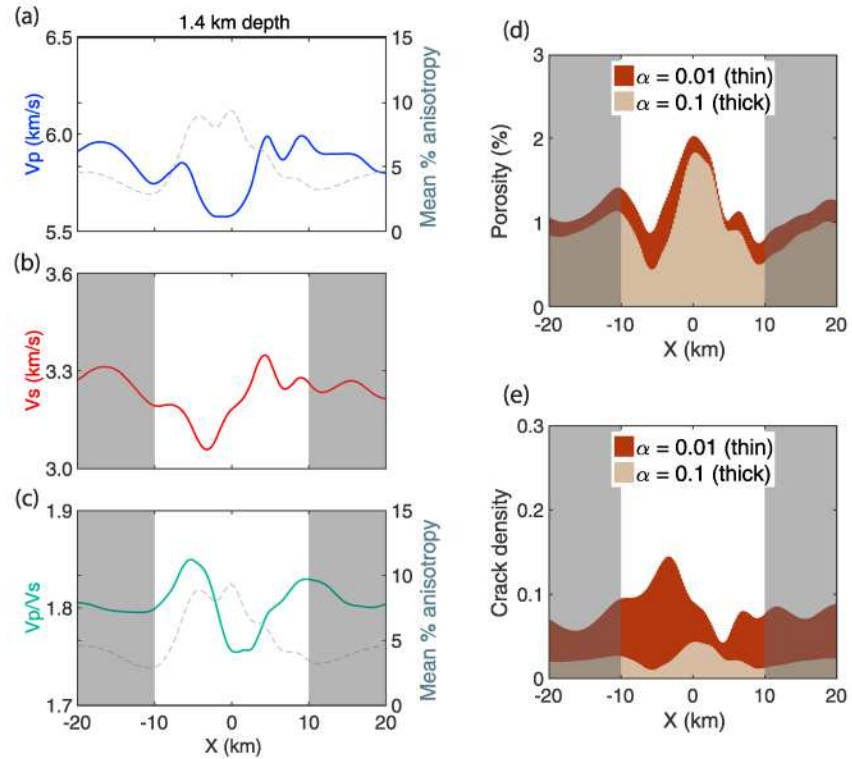 (a)
1.4 km depth
6.5
6.0
5.5
Vp (km/s)
15
10
5
0
Mean % anisotropy
(b)
3.6
3.3
3.0
Vs (km/s)
(c)
1.9
1.8
1.7
Vp/Vs
15
10
5
0
Mean % anisotropy
-20 -10 0 10 20
X (km)
(d)
3
2
1
0
Porosity (%)
α = 0.01 (thin)
α = 0.1 (thick)
-20 -10 0 10 20
X (km)
(e)
0.3
0.2
0.1
0
Crack density
α = 0.01 (thin)
α = 0.1 (thick)
-20 -10 0 10 20
X (km)